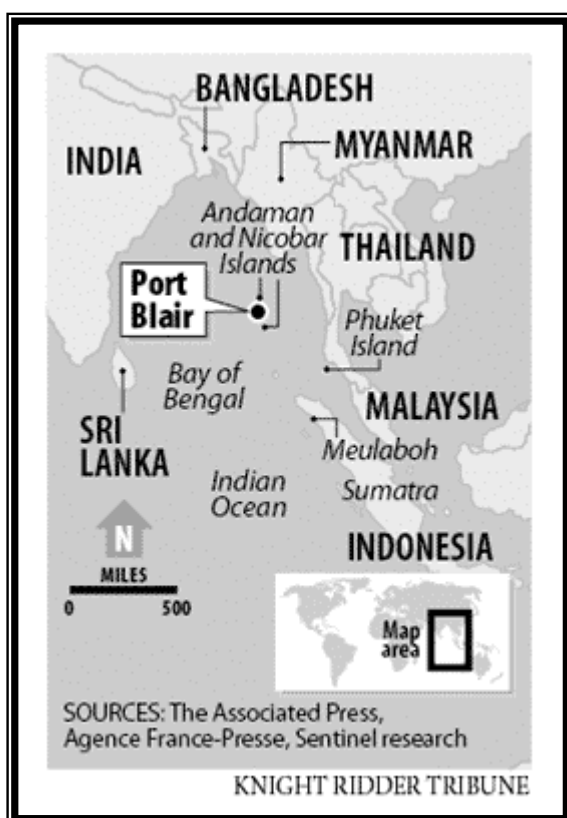 BANGLADESH
INDIA
MYANMAR
Andaman
and Nicobar
Islands
THAILAND
Port
Blair
Phuket
Island
Bay of
Bengal
MALAYSIA
SRI
LANKA
Meulaboh
Indian
Ocean
Sumatra
N
INDONESIA
MILES
0 500
Map
area
SOURCES: The Associated Press,
Agence France-Presse, Sentinel research
KNIGHT RIDDER TRIBUNE